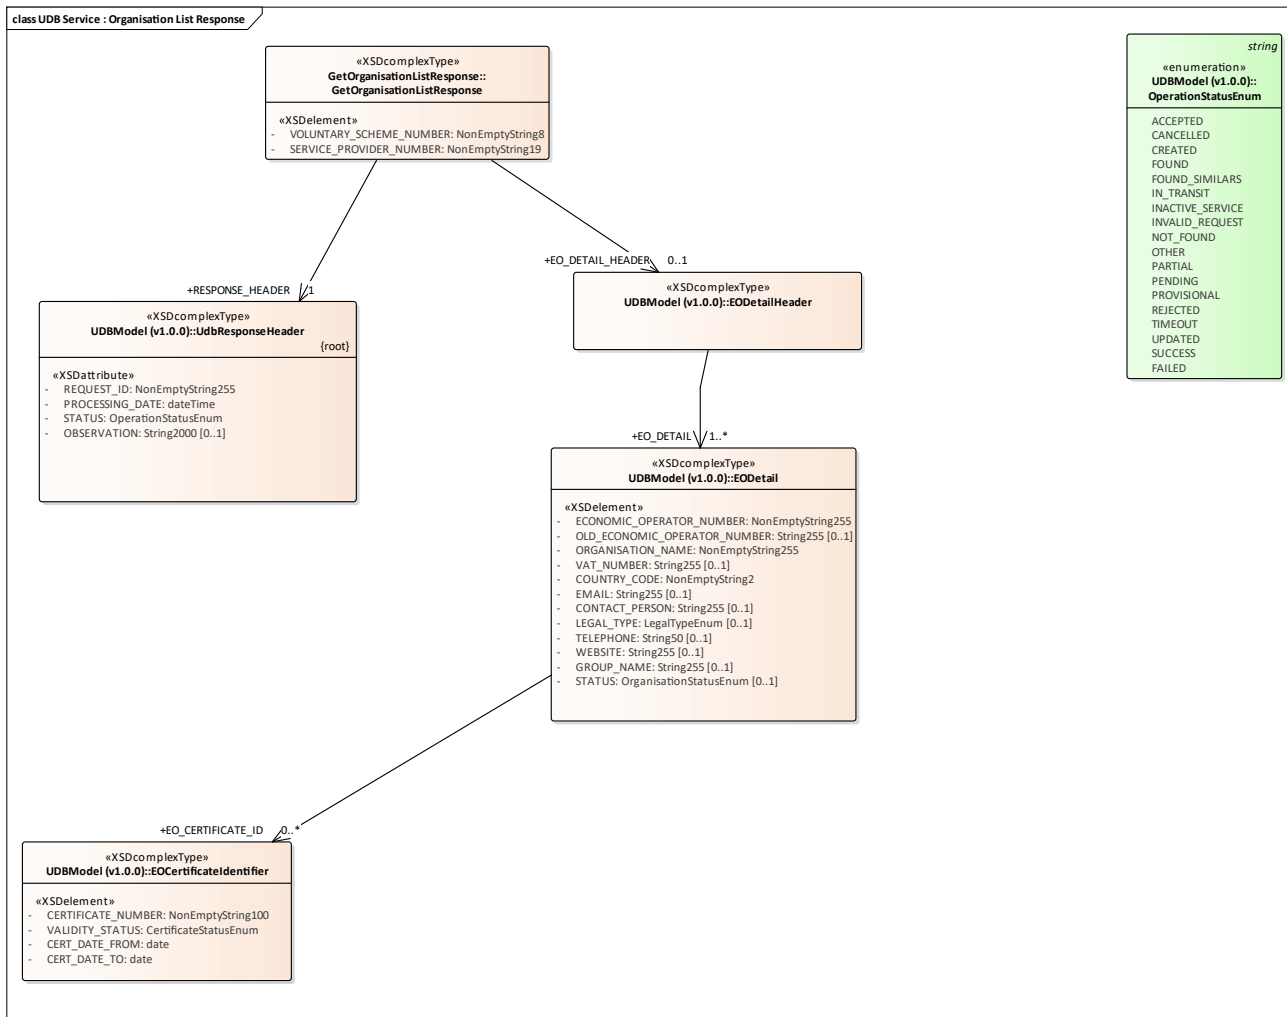 class UDB Service : Organisation List Response
«XSDcomplexType»
GetOrganisationListResponse::
GetOrganisationListResponse
«XSDelement»
- VOLUNTARY_SCHEME_NUMBER: NonEmptyString8
- SERVICE_PROVIDER_NUMBER: NonEmptyString19
string
«enumeration»
UDBModel (v1.0.0)::
OperationStatusEnum
ACCEPTED
CANCELLED
CREATED
FOUND
FOUND_SIMILARS
IN_TRANSIT
INACTIVE_SERVICE
INVALID_REQUEST
NOT_FOUND
OTHER
PARTIAL
PENDING
PROVISIONAL
REJECTED
TIMEOUT
UPDATED
SUCCESS
FAILED
+EO_DETAIL_HEADER 0..1
«XSDcomplexType»
UDBModel (v1.0.0)::EODetailHeader
+RESPONSE_HEADER 1
«XSDcomplexType»
UDBModel (v1.0.0)::UdbResponseHeader
{root}
«XSDattribute»
- REQUEST_ID: NonEmptyString255
- PROCESSING_DATE: dateTime
- STATUS: OperationStatusEnum
- OBSERVATION: String2000 [0..1]
+EO_DETAIL 1..*
«XSDcomplexType»
UDBModel (v1.0.0)::EODetail
«XSDelement»
- ECONOMIC_OPERATOR_NUMBER: NonEmptyString255
- OLD_ECONOMIC_OPERATOR_NUMBER: String255 [0..1]
- ORGANISATION_NAME: NonEmptyString255
- VAT_NUMBER: String255 [0..1]
- COUNTRY_CODE: NonEmptyString2
- EMAIL: String255 [0..1]
- CONTACT_PERSON: String255 [0..1]
- LEGAL_TYPE: LegalTypeEnum [0..1]
- TELEPHONE: String50 [0..1]
- WEBSITE: String255 [0..1]
- GROUP_NAME: String255 [0..1]
- STATUS: OrganisationStatusEnum [0..1]
+EO_CERTIFICATE_ID 0..*
«XSDcomplexType»
UDBModel (v1.0.0)::EOCertificateIdentifier
«XSDelement»
- CERTIFICATE_NUMBER: NonEmptyString100
- VALIDITY_STATUS: CertificateStatusEnum
- CERT_DATE_FROM: date
- CERT_DATE_TO: date